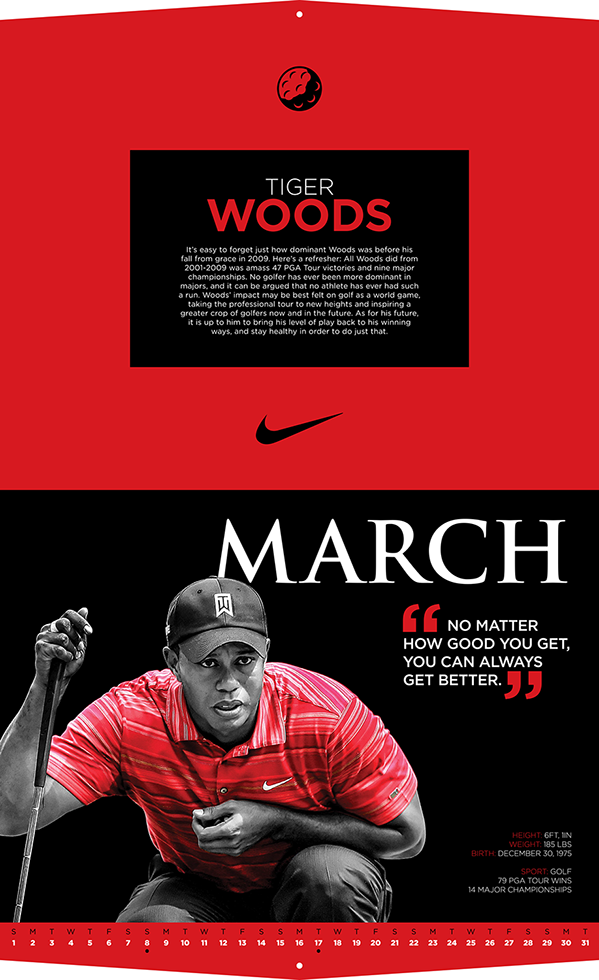 TIGER
WOODS
It's easy to forget just how dominant Woods was before his
fall from grace in 2009. Here's a refresher: All Woods did from
2001-2009 was amass 47 PGA Tour victories and nine major
championships. No golfer has ever been more dominant in
majors, and it can be argued that no athlete has ever had such
a run. Woods' impact may be best felt on golf as a world game,
taking the professional tour to new heights and inspiring a
greater crop of golfers now and in the future. As for his future,
it is up to him to bring his level of play back to his winning
ways, and stay healthy in order to do just that.
MARCH
“ NO MATTER
HOW GOOD YOU GET,
YOU CAN ALWAYS
GET BETTER. ”
TW
HEIGHT: 6FT, 1IN
WEIGHT: 185 LBS
BIRTH: DECEMBER 30, 1975
SPORT: GOLF
79 PGA TOUR WINS
14 MAJOR CHAMPIONSHIPS
S M T W T F S S M T W T F S S M T W T F S S M T W T F S S M T
1 2 3 4 5 6 7 8 9 10 11 12 13 14 15 16 17 18 19 20 21 22 23 24 25 26 27 28 29 30 31